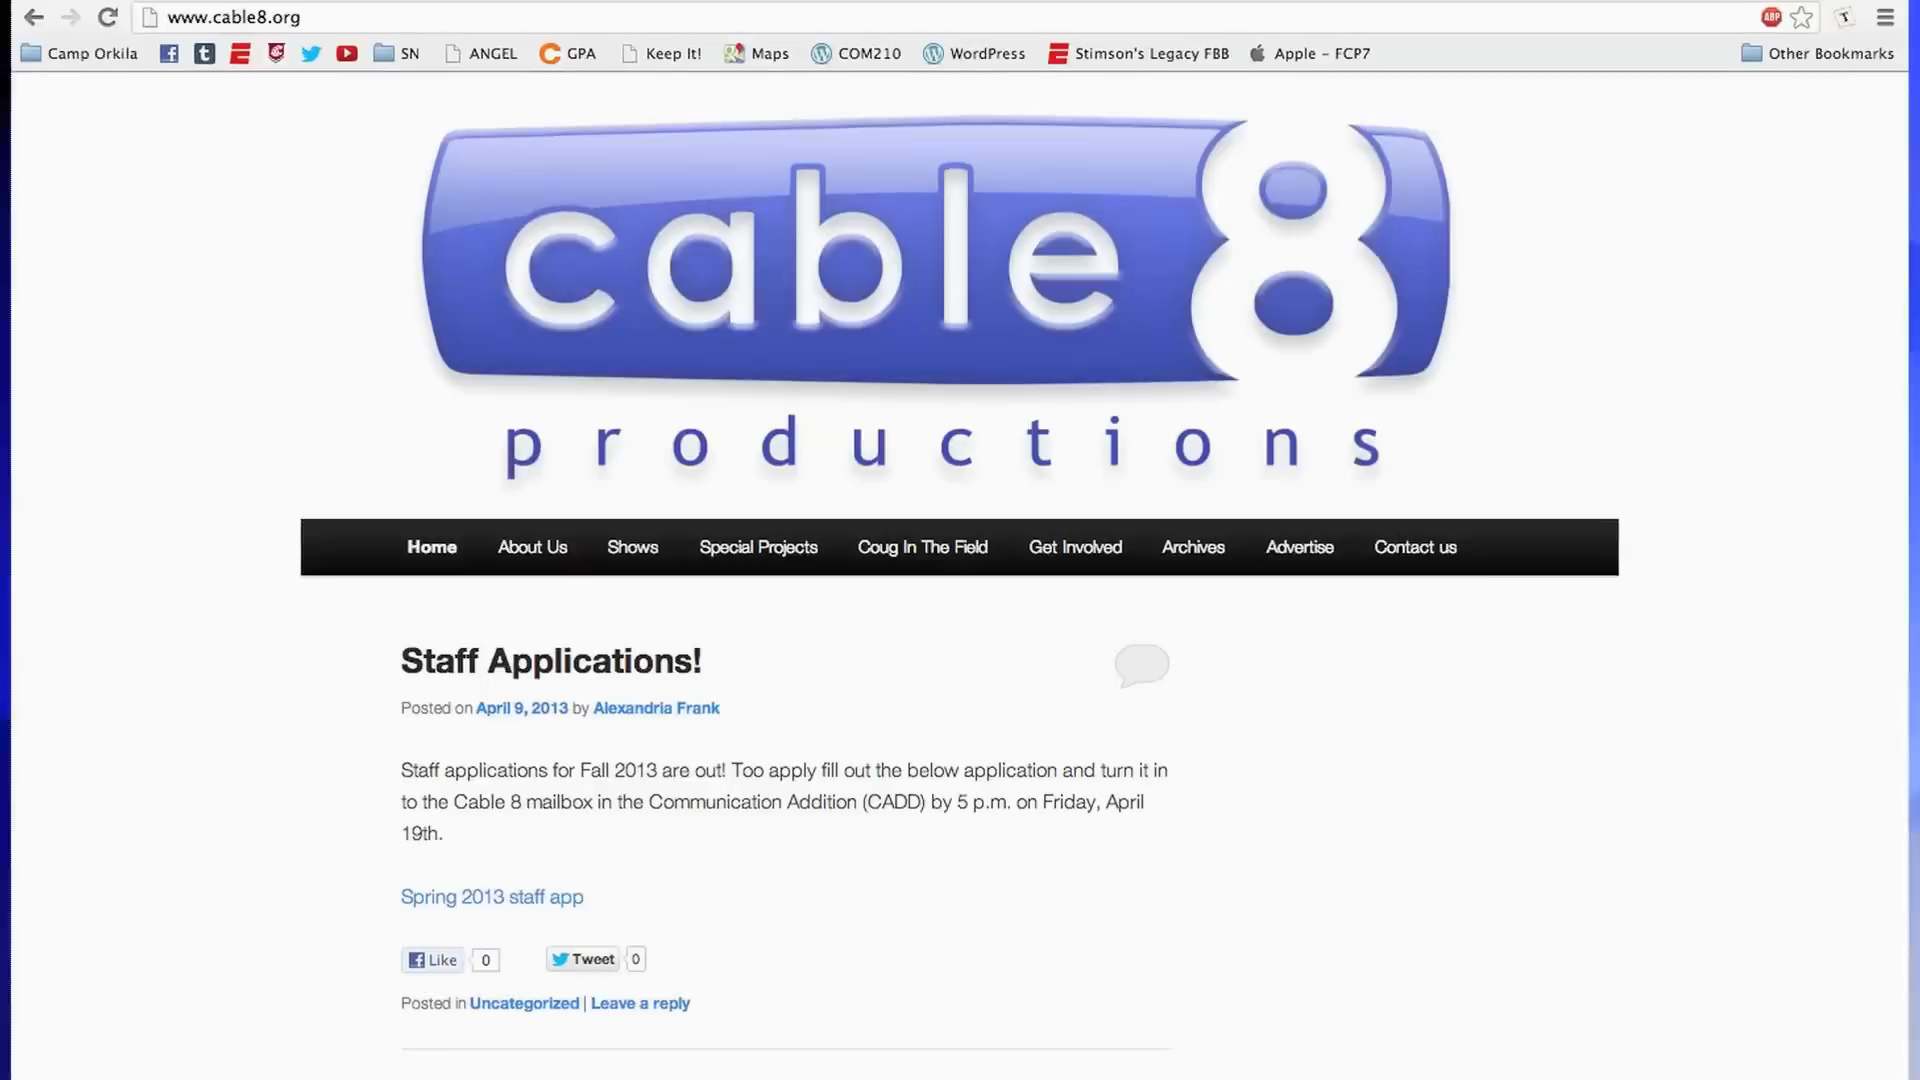 www.cable8.org
ABP
T
Camp Orkila SN ANGEL GPA Keep It! Maps COM210 WordPress Stimson's Legacy FBB Apple - FCP7 Other Bookmarks
cable 8
productions
Home About Us Shows Special Projects Coug In The Field Get Involved Archives Advertise Contact us
Staff Applications!
Posted on April 9, 2013 by Alexandria Frank
Staff applications for Fall 2013 are out! Too apply fill out the below application and turn it in
to the Cable 8 mailbox in the Communication Addition (CADD) by 5 p.m. on Friday, April
19th.
Spring 2013 staff app
Like 0 Tweet 0
Posted in Uncategorized | Leave a reply